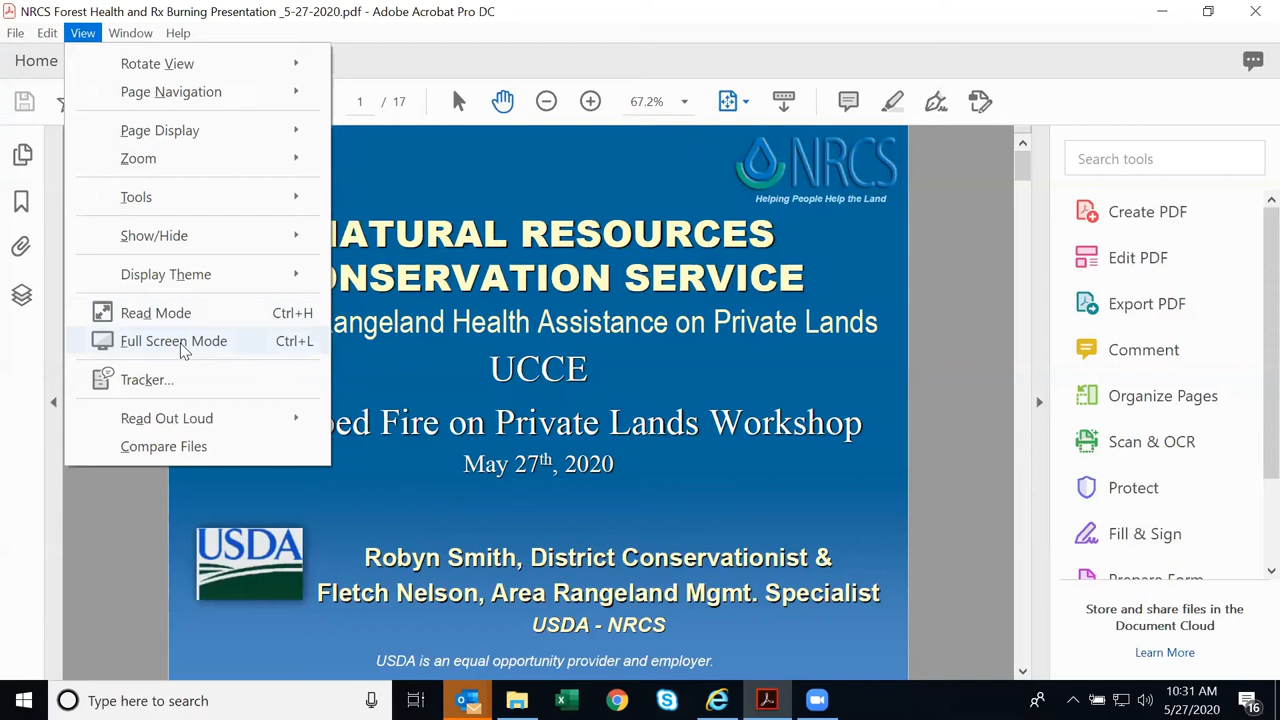 NRCS Forest Health and Rx Burning Presentation _5-27-2020.pdf - Adobe Acrobat Pro DC
File Edit View Window Help
Home
1 / 17 67.2%
Rotate View
Page Navigation
Page Display
Zoom
Tools
Show/Hide
Display Theme
Read Mode Ctrl+H
Full Screen Mode Ctrl+L
Tracker...
Read Out Loud
Compare Files
NRCS
Helping People Help the Land
NATURAL RESOURCES
ONSERVATION SERVICE
Rangeland Health Assistance on Private Lands
UCCE
bed Fire on Private Lands Workshop
May 27th, 2020
USDA
Robyn Smith, District Conservationist &
Fletch Nelson, Area Rangeland Mgmt. Specialist
USDA - NRCS
USDA is an equal opportunity provider and employer.
Search tools
Create PDF
Edit PDF
Export PDF
Comment
Organize Pages
Scan & OCR
Protect
Fill & Sign
Prepare Form
Store and share files in the
Document Cloud
Learn More
Type here to search
10:31 AM
5/27/2020
16